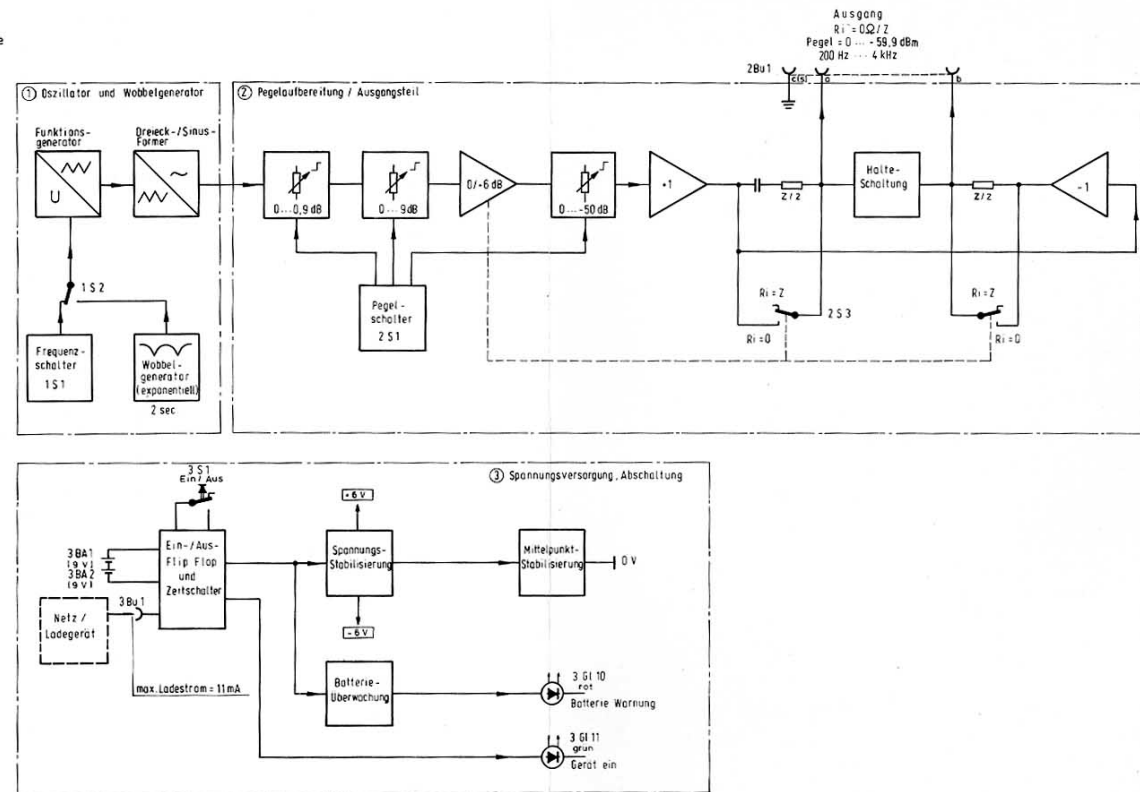 e
Ausgang
Ri = 0Ω/Z
Pegel = 0 ... -59,9 dBm
200 Hz ... 4 kHz
2Bu1
c(s)
a
b
① Oszillator und Wobbelgenerator
② Pegelaufbereitung / Ausgangsteil
Funktions-
generator
Dreieck-/Sinus-
Former
U
0...0,9 dB
0...9dB
0/-6 dB
0...-50dB
+1
Z/2
Halte-
Schaltung
Z/2
-1
1 S 2
Pegel-
schalter
2 S 1
Ri = Z
2 S 3
Ri = 0
Ri = Z
Ri = 0
Frequenz-
schalter
1 S 1
Wobbel-
generator
(exponentiell)
2 sec
③ Spannungsversorgung, Abschaltung
3 S 1
Ein / Aus
+6 V
3 BA 1
(9 V)
3 BA 2
(9 V)
Ein-/Aus-
Flip Flop
und
Zeitschalter
Spannungs-
Stabilisierung
Mittelpunkt-
Stabilisierung
0 V
3 Bu 1
Netz /
Ladegerät
-6 V
max. Ladestrom = 11 mA
Batterie-
Überwachung
3 Gl 10
rot
Batterie Warnung
3 Gl 11
grün
Gerät ein